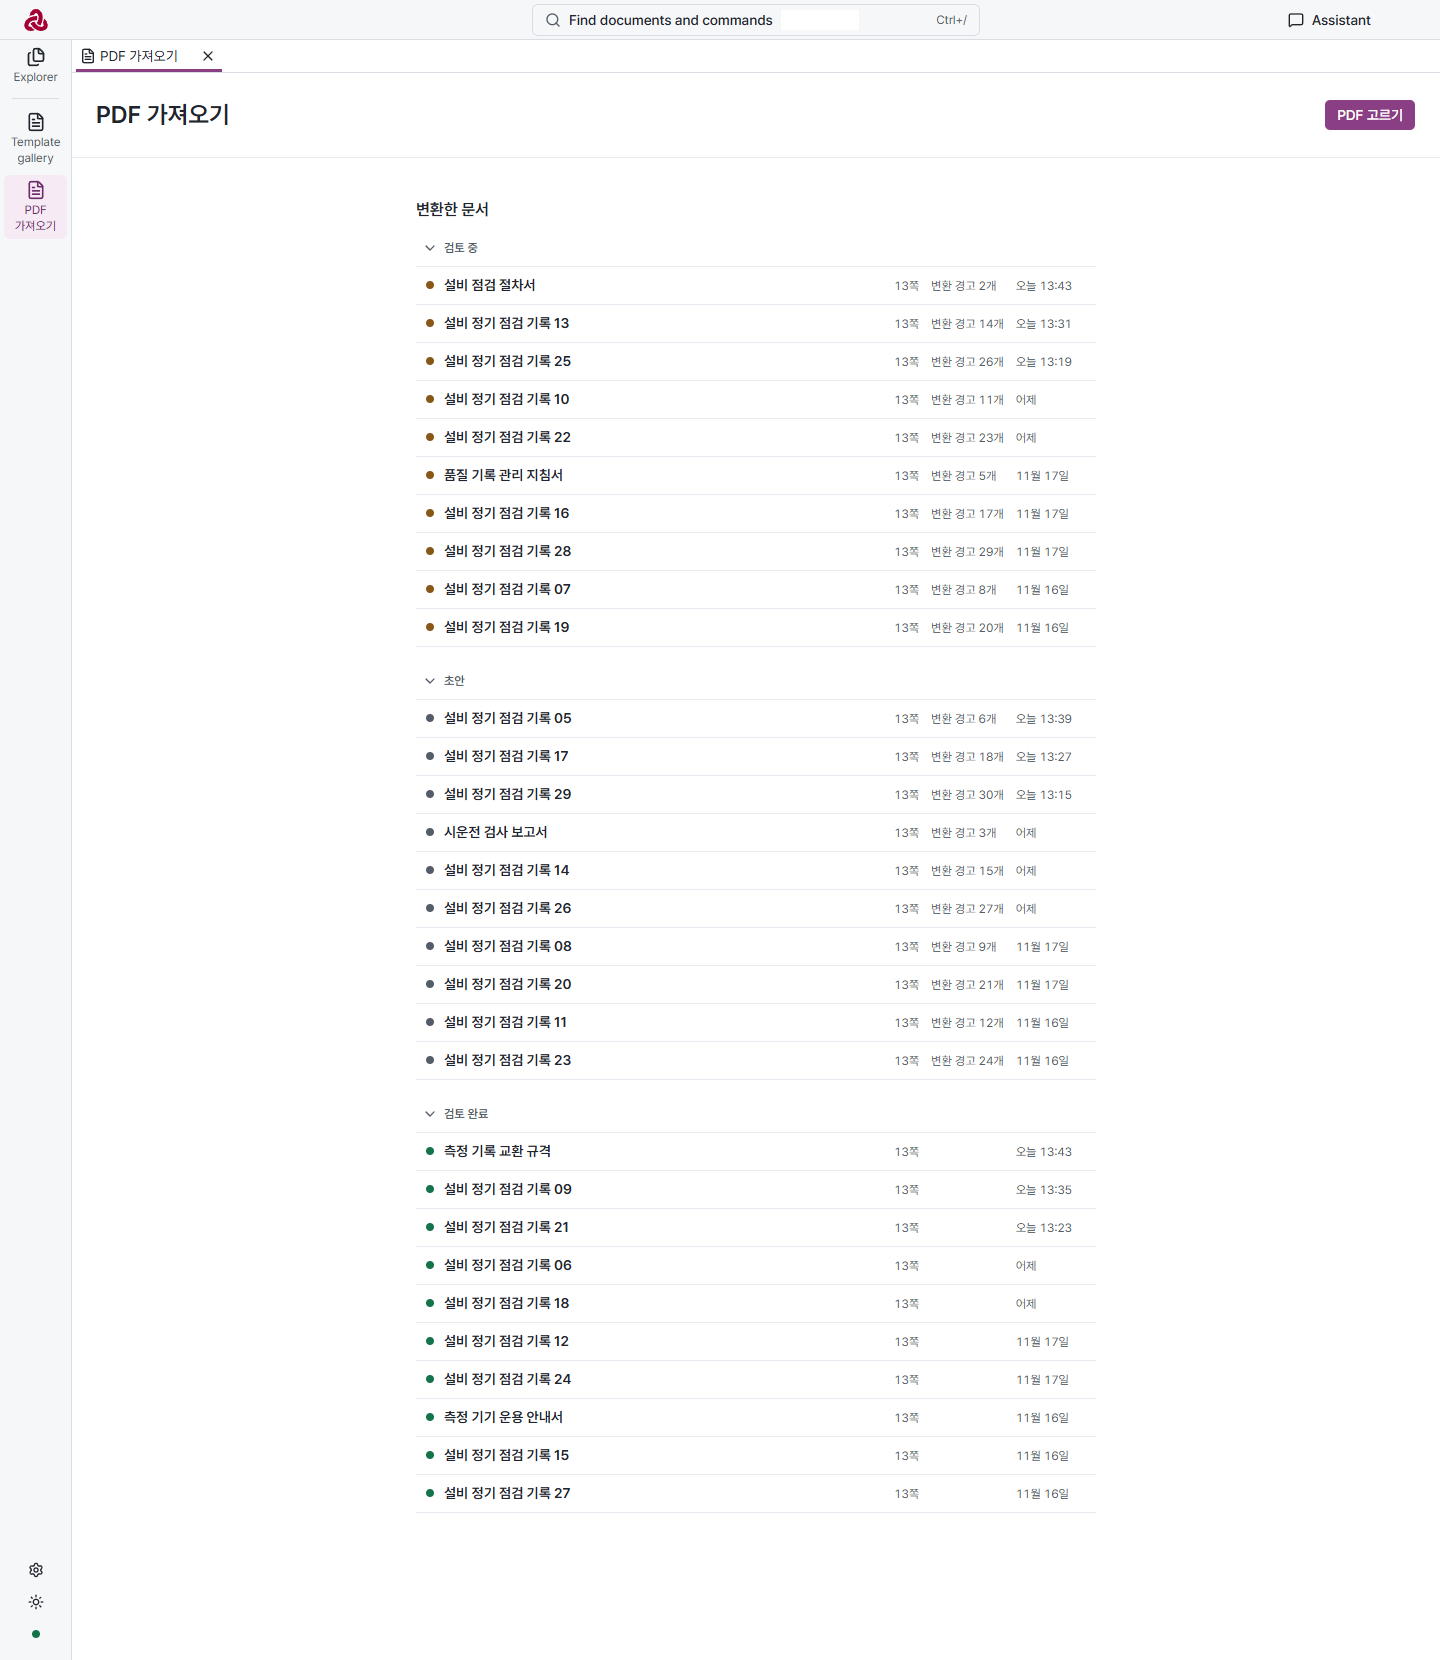 Find documents and commands Ctrl+/
Assistant
Explorer
Template
gallery
PDF
가져오기
PDF 가져오기
PDF 가져오기
PDF 고르기
변환한 문서
검토 중
설비 점검 절차서 13쪽 변환 경고 2개 오늘 13:43
설비 정기 점검 기록 13 13쪽 변환 경고 14개 오늘 13:31
설비 정기 점검 기록 25 13쪽 변환 경고 26개 오늘 13:19
설비 정기 점검 기록 10 13쪽 변환 경고 11개 어제
설비 정기 점검 기록 22 13쪽 변환 경고 23개 어제
품질 기록 관리 지침서 13쪽 변환 경고 5개 11월 17일
설비 정기 점검 기록 16 13쪽 변환 경고 17개 11월 17일
설비 정기 점검 기록 28 13쪽 변환 경고 29개 11월 17일
설비 정기 점검 기록 07 13쪽 변환 경고 8개 11월 16일
설비 정기 점검 기록 19 13쪽 변환 경고 20개 11월 16일
초안
설비 정기 점검 기록 05 13쪽 변환 경고 6개 오늘 13:39
설비 정기 점검 기록 17 13쪽 변환 경고 18개 오늘 13:27
설비 정기 점검 기록 29 13쪽 변환 경고 30개 오늘 13:15
시운전 검사 보고서 13쪽 변환 경고 3개 어제
설비 정기 점검 기록 14 13쪽 변환 경고 15개 어제
설비 정기 점검 기록 26 13쪽 변환 경고 27개 어제
설비 정기 점검 기록 08 13쪽 변환 경고 9개 11월 17일
설비 정기 점검 기록 20 13쪽 변환 경고 21개 11월 17일
설비 정기 점검 기록 11 13쪽 변환 경고 12개 11월 16일
설비 정기 점검 기록 23 13쪽 변환 경고 24개 11월 16일
검토 완료
측정 기록 교환 규격 13쪽 오늘 13:43
설비 정기 점검 기록 09 13쪽 오늘 13:35
설비 정기 점검 기록 21 13쪽 오늘 13:23
설비 정기 점검 기록 06 13쪽 어제
설비 정기 점검 기록 18 13쪽 어제
설비 정기 점검 기록 12 13쪽 11월 17일
설비 정기 점검 기록 24 13쪽 11월 17일
측정 기기 운용 안내서 13쪽 11월 16일
설비 정기 점검 기록 15 13쪽 11월 16일
설비 정기 점검 기록 27 13쪽 11월 16일